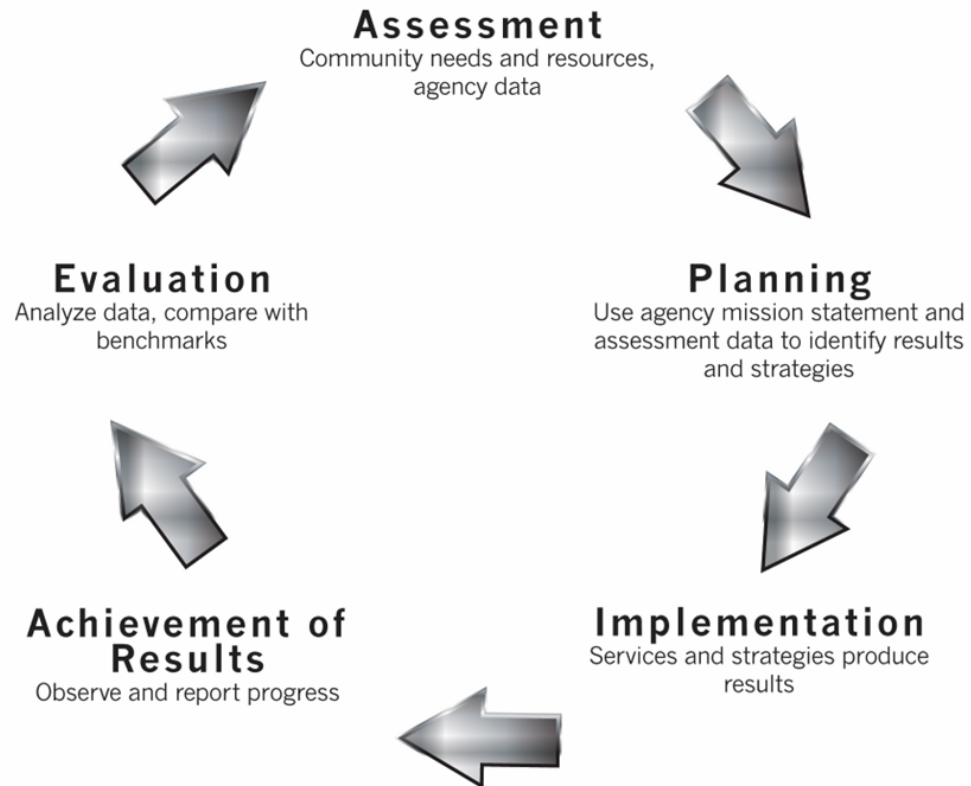 Assessment
Community needs and resources,
agency data
Planning
Use agency mission statement and
assessment data to identify results
and strategies
Implementation
Services and strategies produce
results
Achievement of
Results
Observe and report progress
Evaluation
Analyze data, compare with
benchmarks